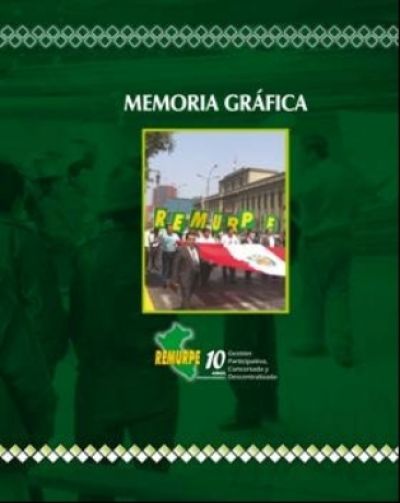 MEMORIA GRÁFICA
REMURPE
REMURPE
10
Gestión
Participativa,
Concertada y
Descentralizada